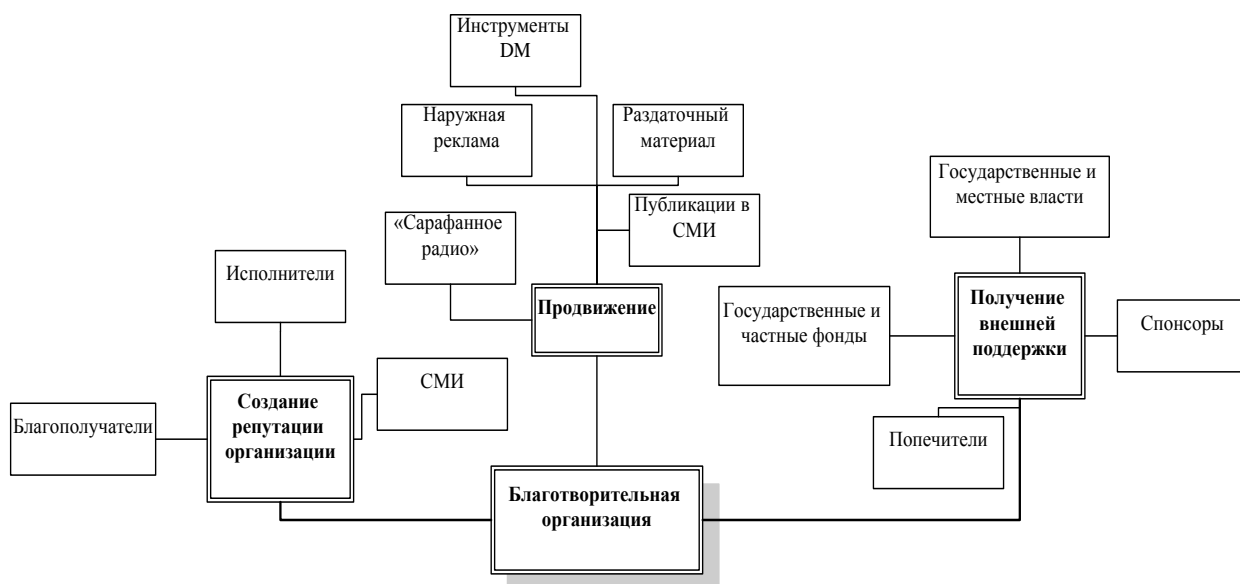 Инструменты
DM
Наружная
реклама
Раздаточный
материал
Государственные и
местные власти
«Сарафанное
радио»
Публикации в
СМИ
Исполнители
Продвижение
Государственные и
частные фонды
Получение
внешней
поддержки
Спонсоры
СМИ
Благополучатели
Создание
репутации
организации
Попечители
Благотворительная
организация